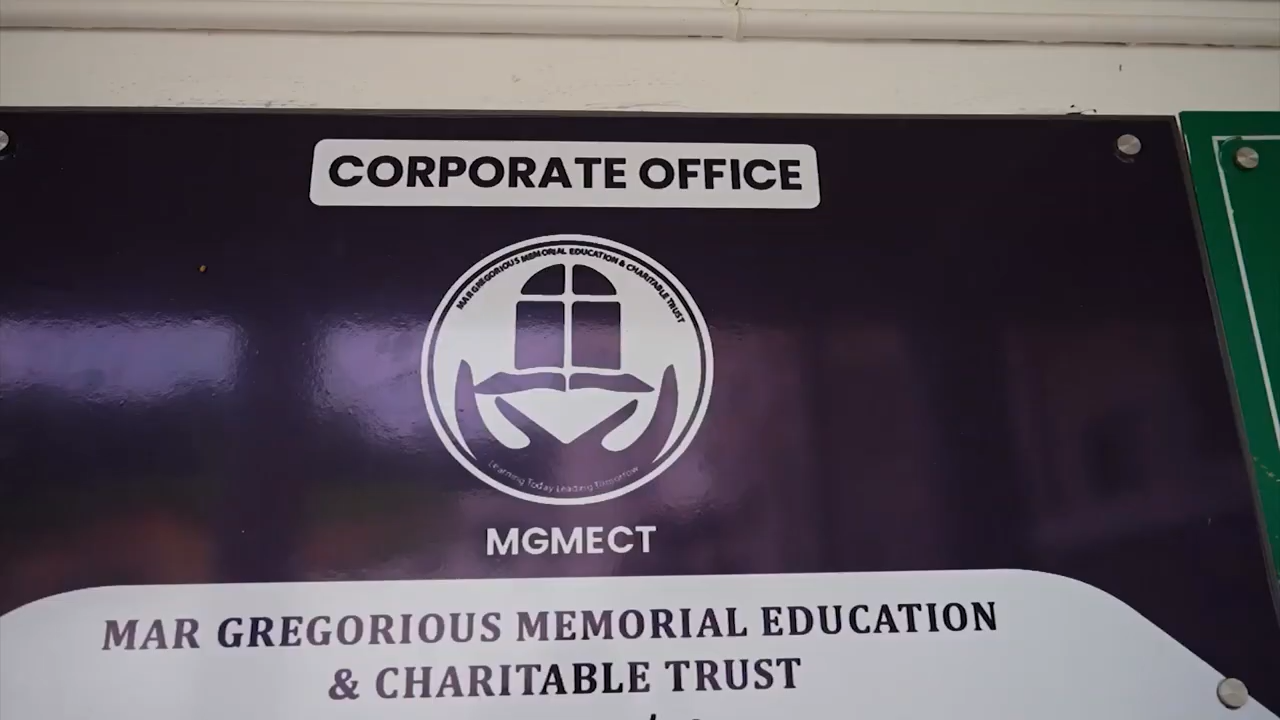 CORPORATE OFFICE
MAR GREGORIOUS MEMORIAL EDUCATION & CHARITABLE TRUST
Learning Today Leading Tomorrow
MGMECT
MAR GREGORIOUS MEMORIAL EDUCATION
& CHARITABLE TRUST